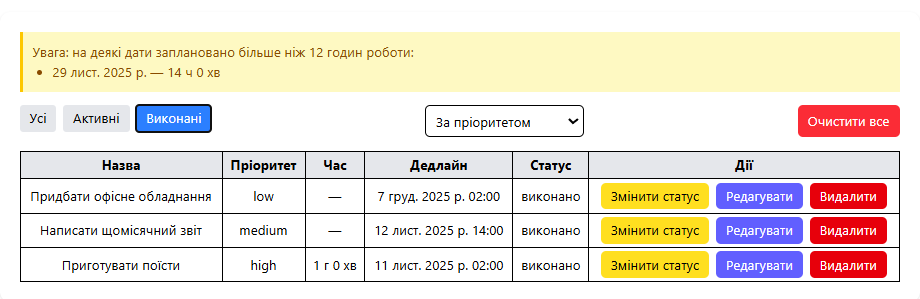 Увага: на деякі дати заплановано більше ніж 12 годин роботи:
• 29 лист. 2025 р. — 14 ч 0 хв
Усі Активні Виконані За пріоритетом Очистити все
Назва Пріоритет Час Дедлайн Статус Дії
Придбати офісне обладнання low — 7 груд. 2025 р. 02:00 виконано Змінити статус Редагувати Видалити
Написати щомісячний звіт medium — 12 лист. 2025 р. 14:00 виконано Змінити статус Редагувати Видалити
Приготувати поїсти high 1 г 0 хв 11 лист. 2025 р. 02:00 виконано Змінити статус Редагувати Видалити